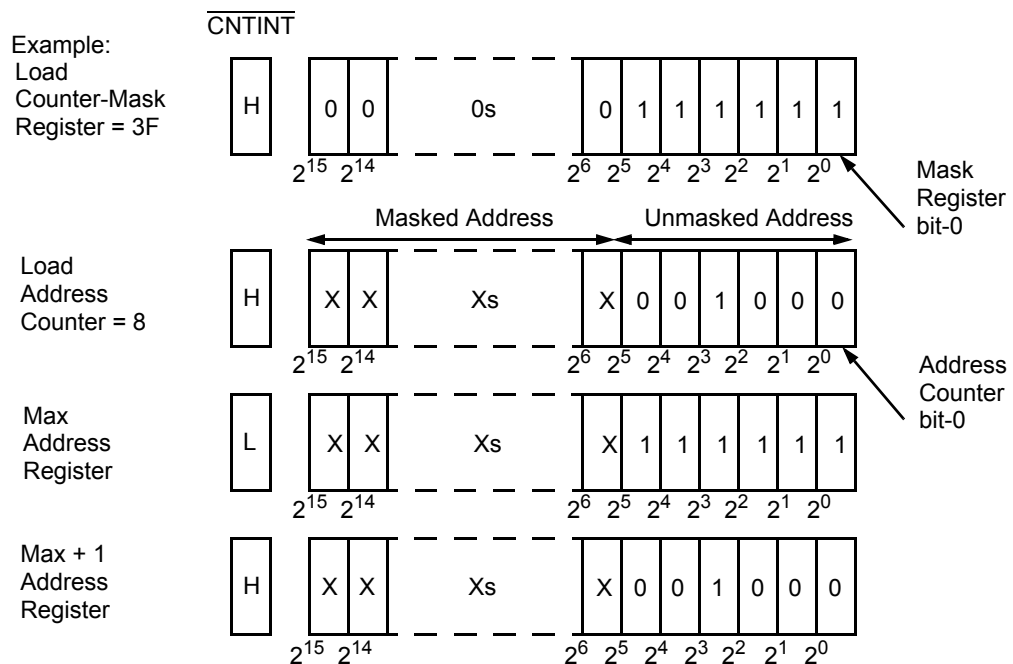 CNTINT
Example:
Load
Counter-Mask
Register = 3F
H 0 0 0s 0 1 1 1 1 1 1
2^15 2^14 2^6 2^5 2^4 2^3 2^2 2^1 2^0
Mask
Register
bit-0
Masked Address Unmasked Address
Load
Address
Counter = 8
H X X Xs X 0 0 1 0 0 0
2^15 2^14 2^6 2^5 2^4 2^3 2^2 2^1 2^0
Address
Counter
bit-0
Max
Address
Register
L X X Xs X 1 1 1 1 1 1
2^15 2^14 2^6 2^5 2^4 2^3 2^2 2^1 2^0
Max + 1
Address
Register
H X X Xs X 0 0 1 0 0 0
2^15 2^14 2^6 2^5 2^4 2^3 2^2 2^1 2^0